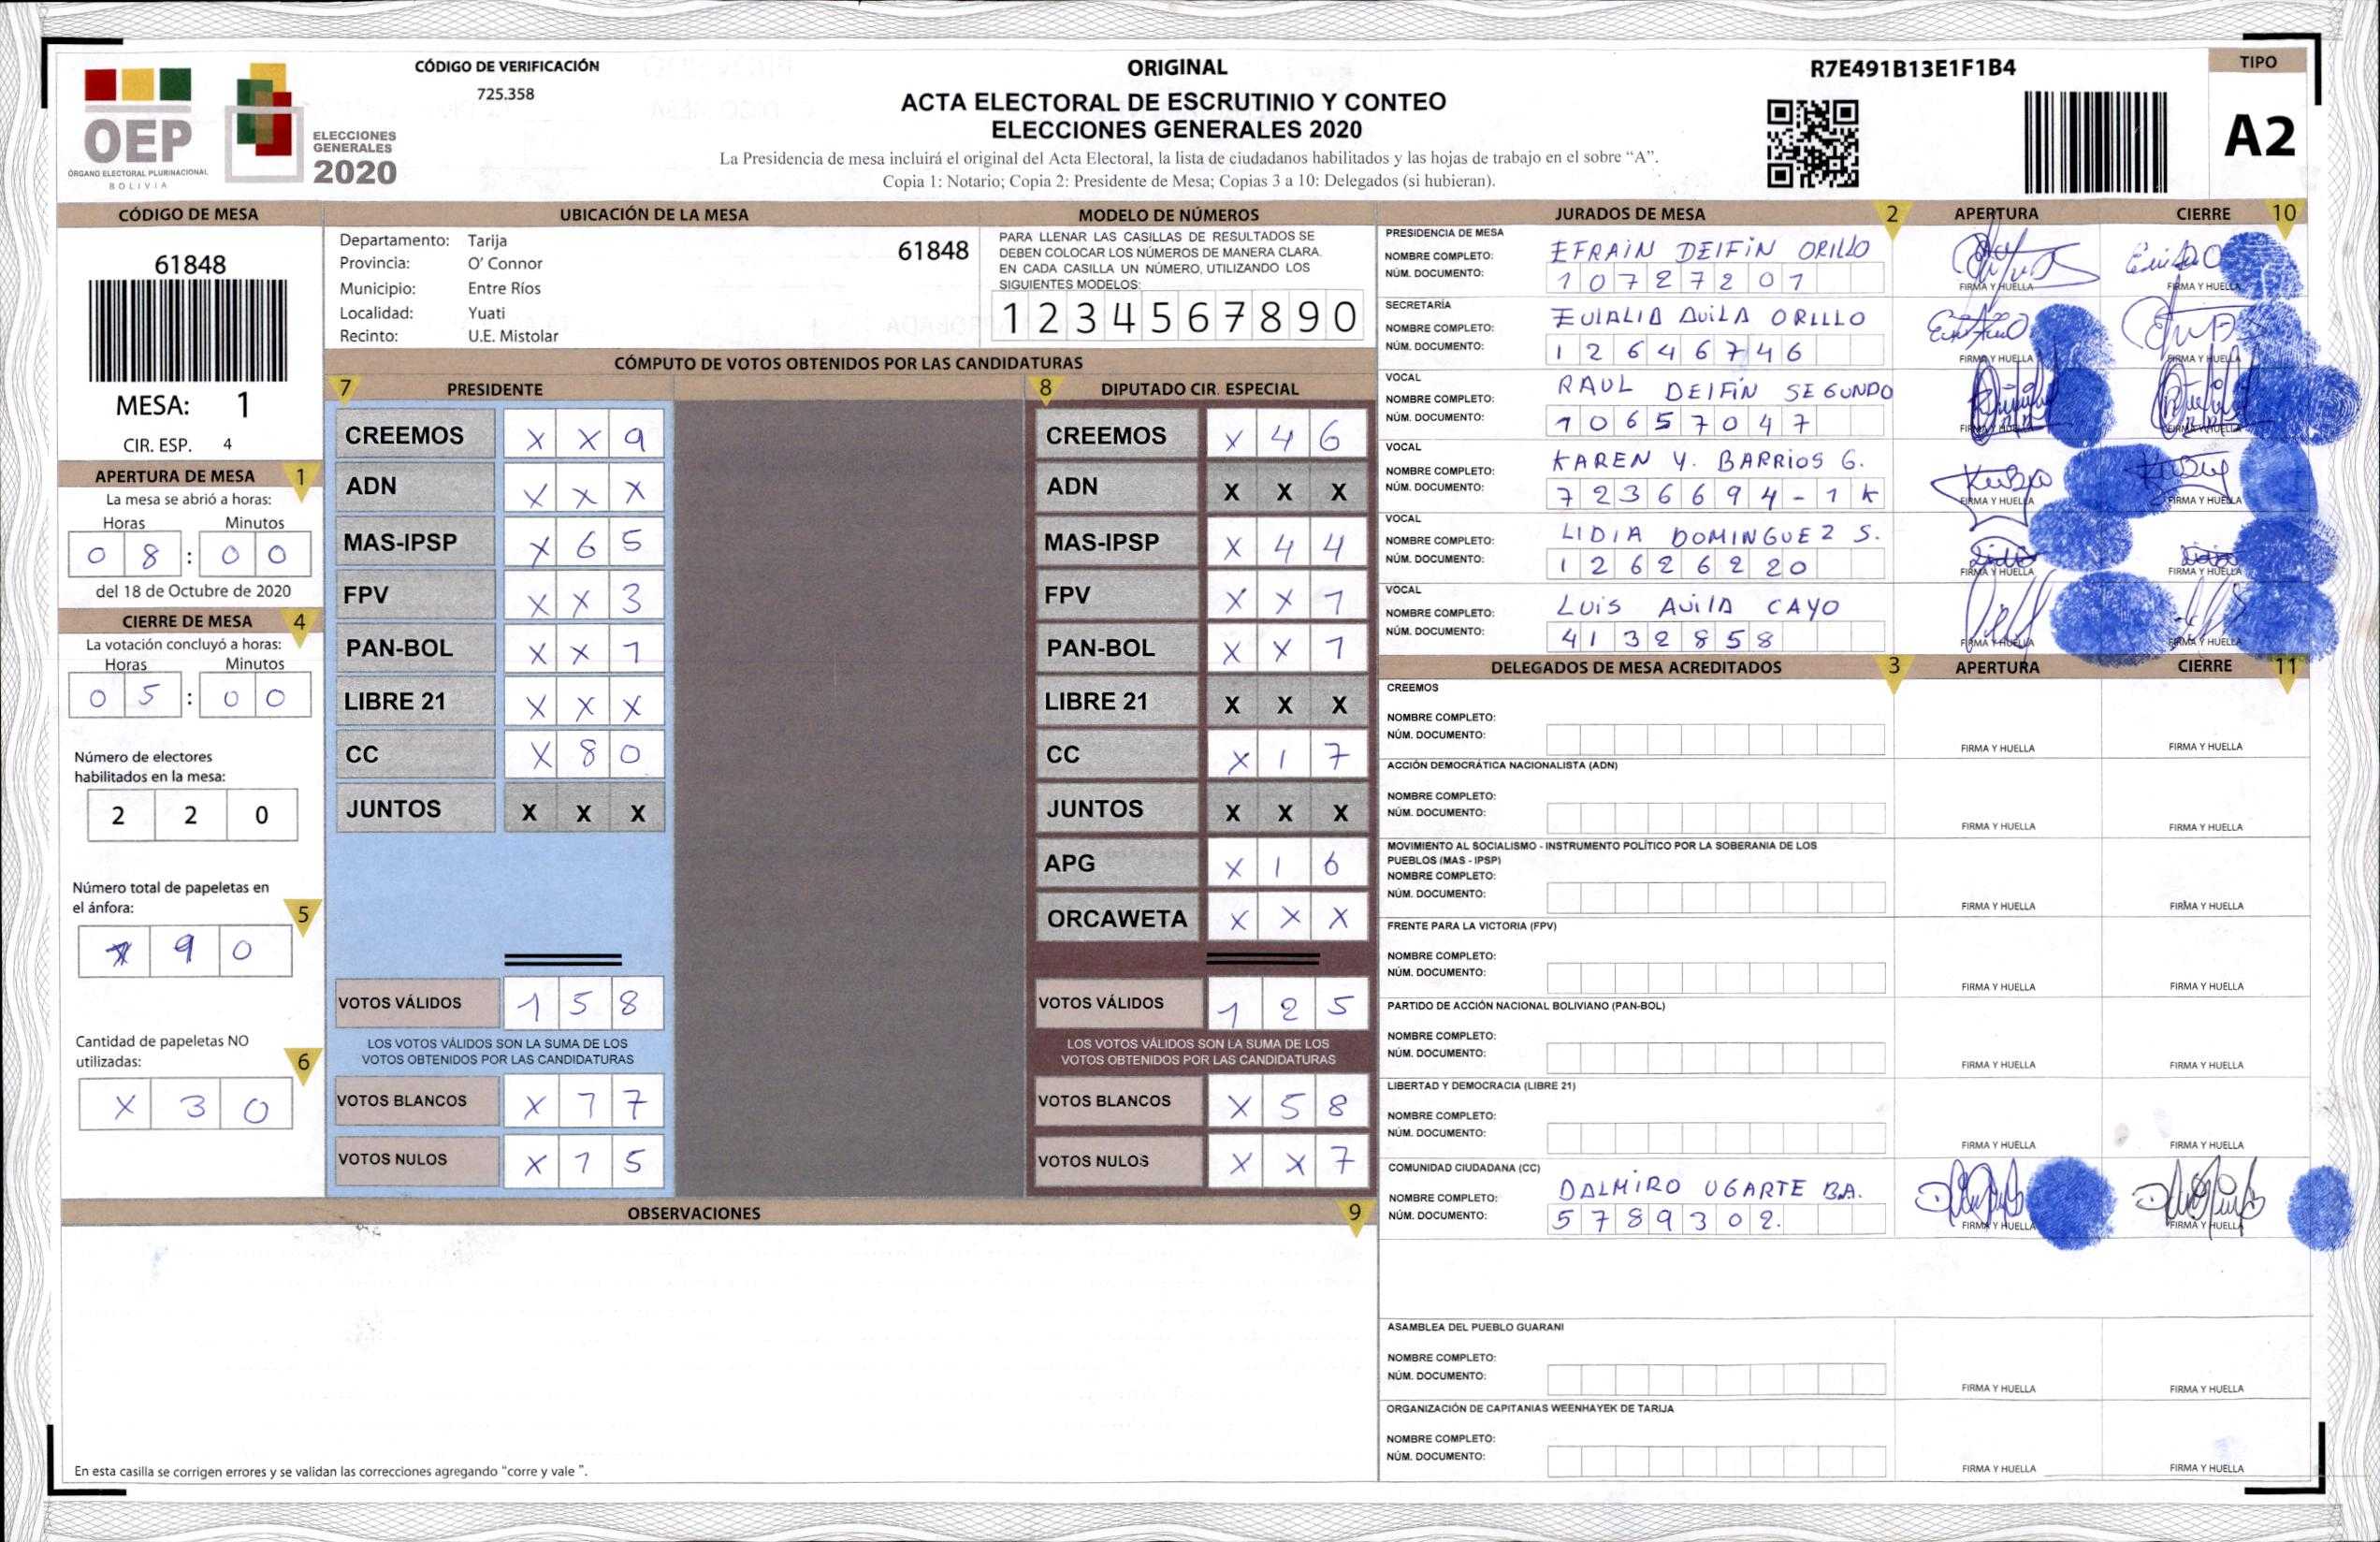 CÓDIGO DE VERIFICACIÓN
725.358
OEP
ÓRGANO ELECTORAL PLURINACIONAL
BOLIVIA
ELECCIONES
GENERALES
2020
ORIGINAL
ACTA ELECTORAL DE ESCRUTINIO Y CONTEO
ELECCIONES GENERALES 2020
La Presidencia de mesa incluirá el original del Acta Electoral, la lista de ciudadanos habilitados y las hojas de trabajo en el sobre “A”.
Copia 1: Notario; Copia 2: Presidente de Mesa; Copias 3 a 10: Delegados (si hubieran).
R7E491B13E1F1B4
TIPO
A2
CÓDIGO DE MESA
61848
MESA: 1
CIR. ESP. 4
APERTURA DE MESA 1
La mesa se abrió a horas:
Horas Minutos
0 8 : 0 0
del 18 de Octubre de 2020
CIERRE DE MESA 4
La votación concluyó a horas:
Horas Minutos
0 5 : 0 0
Número de electores
habilitados en la mesa:
2 2 0
Número total de papeletas en
el ánfora: 5
9 0
Cantidad de papeletas NO
utilizadas: 6
X 3 0
UBICACIÓN DE LA MESA
Departamento: Tarija 61848
Provincia: O' Connor
Municipio: Entre Ríos
Localidad: Yuati
Recinto: U.E. Mistolar
MODELO DE NÚMEROS
PARA LLENAR LAS CASILLAS DE RESULTADOS SE
DEBEN COLOCAR LOS NÚMEROS DE MANERA CLARA.
EN CADA CASILLA UN NÚMERO, UTILIZANDO LOS
SIGUIENTES MODELOS:
1 2 3 4 5 6 7 8 9 0
CÓMPUTO DE VOTOS OBTENIDOS POR LAS CANDIDATURAS
7 PRESIDENTE
CREEMOS X X 9
ADN X X X
MAS-IPSP X 6 5
FPV X X 3
PAN-BOL X X 1
LIBRE 21 X X X
CC X 8 0
JUNTOS X X X
VOTOS VÁLIDOS 1 5 8
LOS VOTOS VÁLIDOS SON LA SUMA DE LOS
VOTOS OBTENIDOS POR LAS CANDIDATURAS
VOTOS BLANCOS X 1 7
VOTOS NULOS X 1 5
8 DIPUTADO CIR. ESPECIAL
CREEMOS X 4 6
ADN X X X
MAS-IPSP X 4 4
FPV X X 1
PAN-BOL X X 1
LIBRE 21 X X X
CC X 1 7
JUNTOS X X X
APG X 1 6
ORCAWETA X X X
VOTOS VÁLIDOS 1 2 5
LOS VOTOS VÁLIDOS SON LA SUMA DE LOS
VOTOS OBTENIDOS POR LAS CANDIDATURAS
VOTOS BLANCOS X 5 8
VOTOS NULOS X X 7
OBSERVACIONES 9
En esta casilla se corrigen errores y se validan las correcciones agregando “corre y vale ”.
JURADOS DE MESA 2 APERTURA CIERRE 10
PRESIDENCIA DE MESA
NOMBRE COMPLETO: EFRAIN DELFIN ORILLO
NÚM. DOCUMENTO: 10727201
FIRMA Y HUELLA FIRMA Y HUELLA
SECRETARÍA
NOMBRE COMPLETO: EULALIA AVILA ORILLO
NÚM. DOCUMENTO: 12646746
FIRMA Y HUELLA FIRMA Y HUELLA
VOCAL
NOMBRE COMPLETO: RAUL DELFIN SEGUNDO
NÚM. DOCUMENTO: 10657047
FIRMA Y HUELLA FIRMA Y HUELLA
VOCAL
NOMBRE COMPLETO: KAREN Y. BARRIOS G.
NÚM. DOCUMENTO: 7236694-1K
FIRMA Y HUELLA FIRMA Y HUELLA
VOCAL
NOMBRE COMPLETO: LIDIA DOMINGUEZ S.
NÚM. DOCUMENTO: 12626220
FIRMA Y HUELLA FIRMA Y HUELLA
VOCAL
NOMBRE COMPLETO: LUIS AVILA CAYO
NÚM. DOCUMENTO: 4132858
FIRMA Y HUELLA FIRMA Y HUELLA
DELEGADOS DE MESA ACREDITADOS 3 APERTURA CIERRE 11
CREEMOS
NOMBRE COMPLETO:
NÚM. DOCUMENTO:
FIRMA Y HUELLA FIRMA Y HUELLA
ACCIÓN DEMOCRÁTICA NACIONALISTA (ADN)
NOMBRE COMPLETO:
NÚM. DOCUMENTO:
FIRMA Y HUELLA FIRMA Y HUELLA
MOVIMIENTO AL SOCIALISMO - INSTRUMENTO POLÍTICO POR LA SOBERANIA DE LOS
PUEBLOS (MAS - IPSP)
NOMBRE COMPLETO:
NÚM. DOCUMENTO:
FIRMA Y HUELLA FIRMA Y HUELLA
FRENTE PARA LA VICTORIA (FPV)
NOMBRE COMPLETO:
NÚM. DOCUMENTO:
FIRMA Y HUELLA FIRMA Y HUELLA
PARTIDO DE ACCIÓN NACIONAL BOLIVIANO (PAN-BOL)
NOMBRE COMPLETO:
NÚM. DOCUMENTO:
FIRMA Y HUELLA FIRMA Y HUELLA
LIBERTAD Y DEMOCRACIA (LIBRE 21)
NOMBRE COMPLETO:
NÚM. DOCUMENTO:
FIRMA Y HUELLA FIRMA Y HUELLA
COMUNIDAD CIUDADANA (CC)
NOMBRE COMPLETO: DALMIRO UGARTE BA.
NÚM. DOCUMENTO: 5789302.
FIRMA Y HUELLA FIRMA Y HUELLA
ASAMBLEA DEL PUEBLO GUARANI
NOMBRE COMPLETO:
NÚM. DOCUMENTO:
FIRMA Y HUELLA FIRMA Y HUELLA
ORGANIZACIÓN DE CAPITANIAS WEENHAYEK DE TARIJA
NOMBRE COMPLETO:
NÚM. DOCUMENTO:
FIRMA Y HUELLA FIRMA Y HUELLA